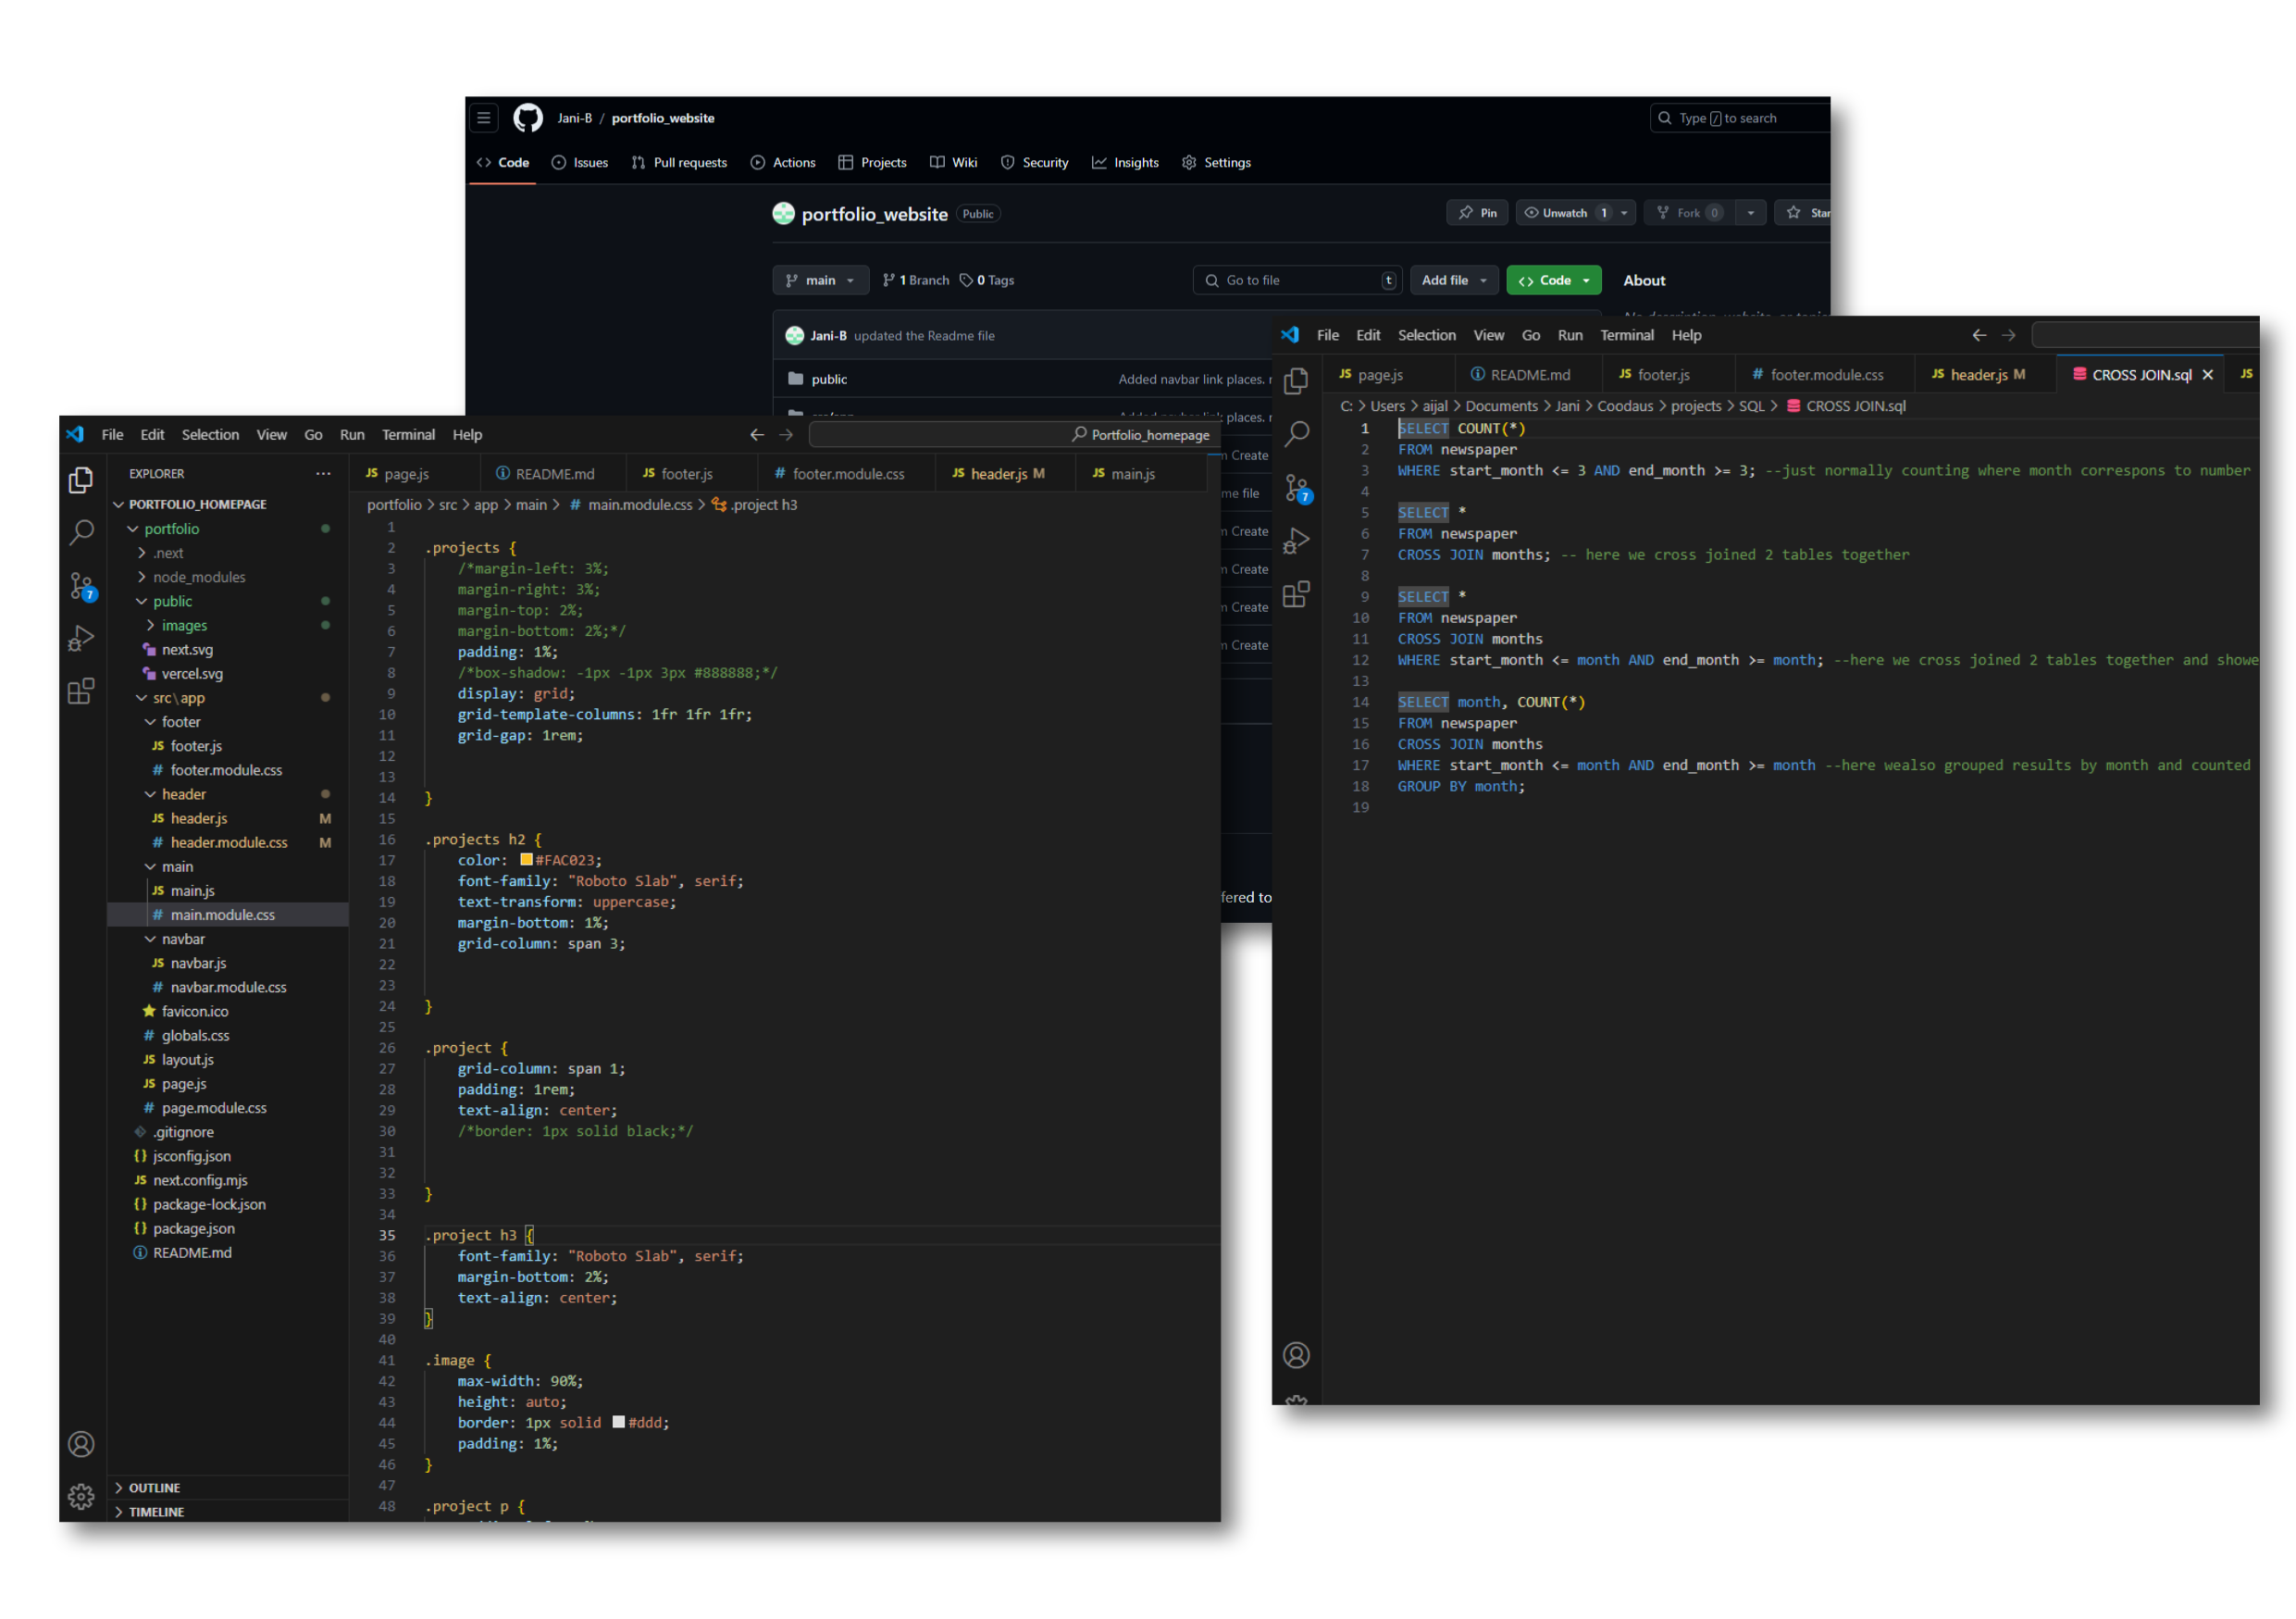 Jani-B / portfolio_website
Type / to search
Code Issues Pull requests Actions Projects Wiki Security Insights Settings
portfolio_website Public
Pin Unwatch 1 Fork 0
main 1 Branch 0 Tags Go to file t Add file Code About
Jani-B updated the Readme file
public Added navbar link places.
places.
Create
me file
Create
Create
Create
Create
fered to
File Edit Selection View Go Run Terminal Help Portfolio_homepage
EXPLORER ···
PORTFOLIO_HOMEPAGE
portfolio
.next
node_modules
public
images
next.svg
vercel.svg
src\app
footer
JS footer.js
# footer.module.css
header
JS header.js M
# header.module.css M
main
JS main.js
# main.module.css
navbar
JS navbar.js
# navbar.module.css
favicon.ico
# globals.css
JS layout.js
JS page.js
# page.module.css
.gitignore
{} jsconfig.json
JS next.config.mjs
{} package-lock.json
{} package.json
README.md
OUTLINE
TIMELINE
7
JS page.js README.md JS footer.js # footer.module.css JS header.js M JS main.js
portfolio > src > app > main > # main.module.css > .project h3
1
2 .projects {
3 /*margin-left: 3%;
4 margin-right: 3%;
5 margin-top: 2%;
6 margin-bottom: 2%;*/
7 padding: 1%;
8 /*box-shadow: -1px -1px 3px #888888;*/
9 display: grid;
10 grid-template-columns: 1fr 1fr 1fr;
11 grid-gap: 1rem;
12
13
14 }
15
16 .projects h2 {
17 color: #FAC023;
18 font-family: "Roboto Slab", serif;
19 text-transform: uppercase;
20 margin-bottom: 1%;
21 grid-column: span 3;
22
23
24 }
25
26 .project {
27 grid-column: span 1;
28 padding: 1rem;
29 text-align: center;
30 /*border: 1px solid black;*/
31
32
33 }
34
35 .project h3 {
36 font-family: "Roboto Slab", serif;
37 margin-bottom: 2%;
38 text-align: center;
39 }
40
41 .image {
42 max-width: 90%;
43 height: auto;
44 border: 1px solid #ddd;
45 padding: 1%;
46 }
47
48 .project p {
File Edit Selection View Go Run Terminal Help
JS page.js README.md JS footer.js # footer.module.css JS header.js M CROSS JOIN.sql JS
C: > Users > aijal > Documents > Jani > Coodaus > projects > SQL > CROSS JOIN.sql
7
1 SELECT COUNT(*)
2 FROM newspaper
3 WHERE start_month <= 3 AND end_month >= 3; --just normally counting where month correspons to number
4
5 SELECT *
6 FROM newspaper
7 CROSS JOIN months; -- here we cross joined 2 tables together
8
9 SELECT *
10 FROM newspaper
11 CROSS JOIN months
12 WHERE start_month <= month AND end_month >= month; --here we cross joined 2 tables together and showe
13
14 SELECT month, COUNT(*)
15 FROM newspaper
16 CROSS JOIN months
17 WHERE start_month <= month AND end_month >= month --here wealso grouped results by month and counted
18 GROUP BY month;
19